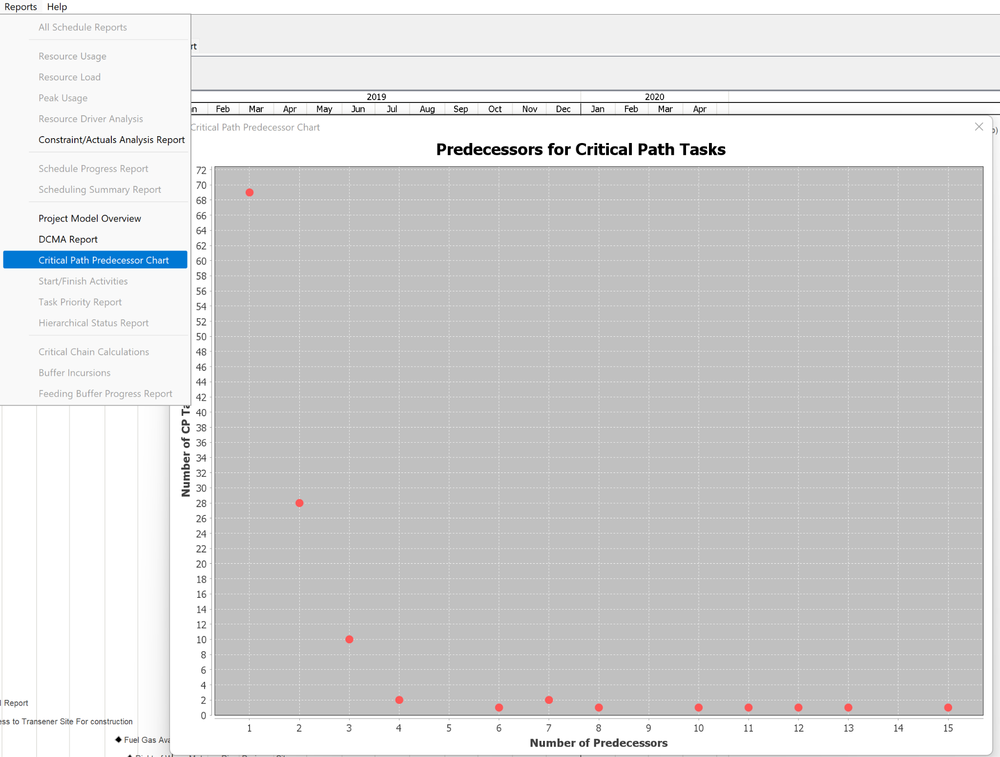 Reports Help
All Schedule Reports
Resource Usage
Resource Load
Peak Usage
Resource Driver Analysis
Constraint/Actuals Analysis Report
Schedule Progress Report
Scheduling Summary Report
Project Model Overview
DCMA Report
Critical Path Predecessor Chart
Start/Finish Activities
Task Priority Report
Hierarchical Status Report
Critical Chain Calculations
Buffer Incursions
Feeding Buffer Progress Report
2019 2020
Feb Mar Apr May Jun Jul Aug Sep Oct Nov Dec Jan Feb Mar Apr
Critical Path Predecessor Chart
Predecessors for Critical Path Tasks
72
70
68
66
64
62
60
58
56
54
52
50
48
46
44
42
40
38
36
34
32
30
28
26
24
22
20
18
16
14
12
10
8
6
4
2
0
Number of CP Ta
1 2 3 4 5 6 7 8 9 10 11 12 13 14 15
Number of Predecessors
Report
ess to Transener Site For construction
Fuel Gas Ava